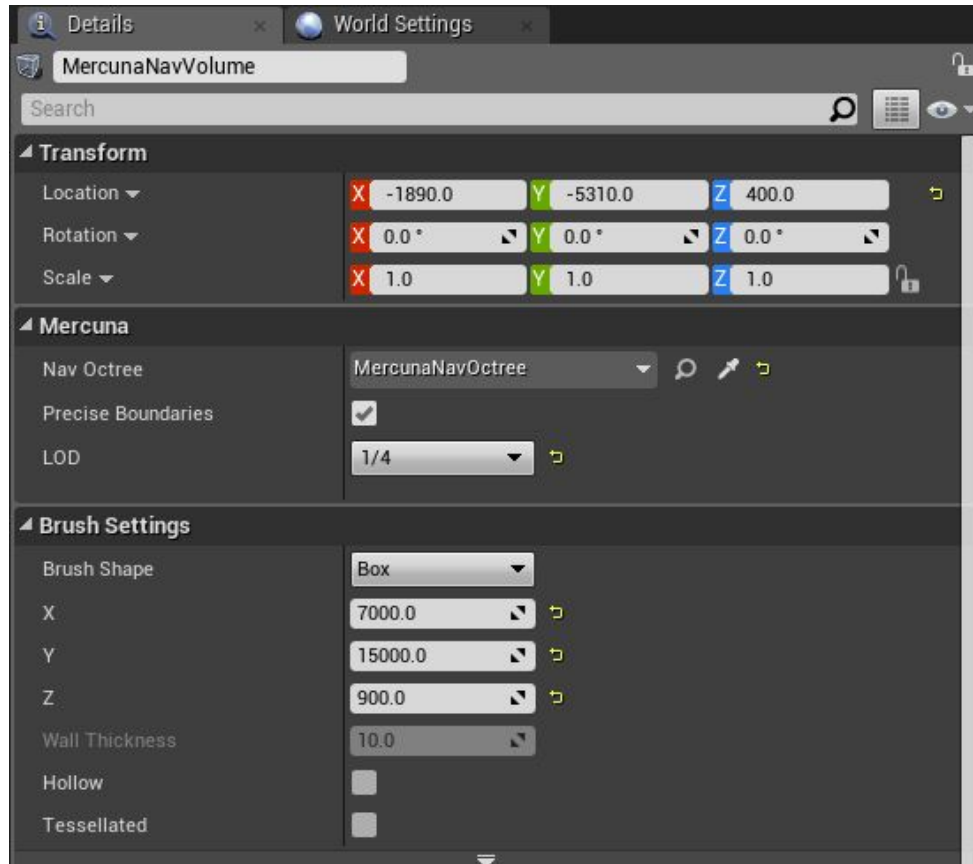 Details × World Settings ×
MercunaNavVolume
Search
Transform
Location X -1890.0 Y -5310.0 Z 400.0
Rotation X 0.0 ° Y 0.0 ° Z 0.0 °
Scale X 1.0 Y 1.0 Z 1.0
Mercuna
Nav Octree MercunaNavOctree
Precise Boundaries
LOD 1/4
Brush Settings
Brush Shape Box
X 7000.0
Y 15000.0
Z 900.0
Wall Thickness 10.0
Hollow
Tessellated